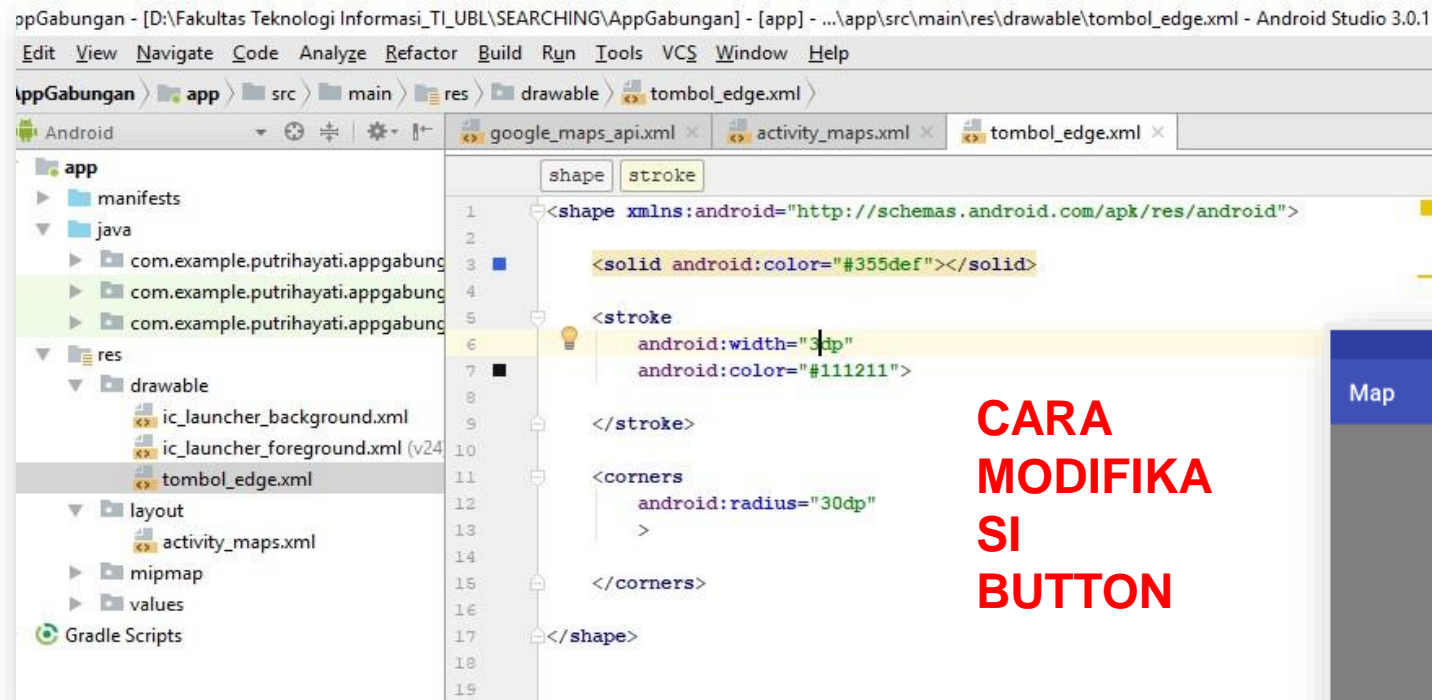 ppGabungan - [D:\Fakultas Teknologi Informasi_TI_UBL\SEARCHING\AppGabungan] - [app] - ...\app\src\main\res\drawable\tombol_edge.xml - Android Studio 3.0.1
Edit View Navigate Code Analyze Refactor Build Run Tools VCS Window Help
AppGabungan app src main res drawable tombol_edge.xml
Android google_maps_api.xml activity_maps.xml tombol_edge.xml
app
manifests
java
com.example.putrihayati.appgabung
com.example.putrihayati.appgabung
com.example.putrihayati.appgabung
res
drawable
ic_launcher_background.xml
ic_launcher_foreground.xml (v24
tombol_edge.xml
layout
activity_maps.xml
mipmap
values
Gradle Scripts
shape stroke
1 <shape xmlns:android="http://schemas.android.com/apk/res/android">
2
3 <solid android:color="#355def"></solid>
4
5 <stroke
6 android:width="3dp"
7 android:color="#111211">
8
9 </stroke>
10
11 <corners
12 android:radius="30dp"
13 >
14
15 </corners>
16
17 </shape>
18
19
CARA
MODIFIKA
SI
BUTTON
Map